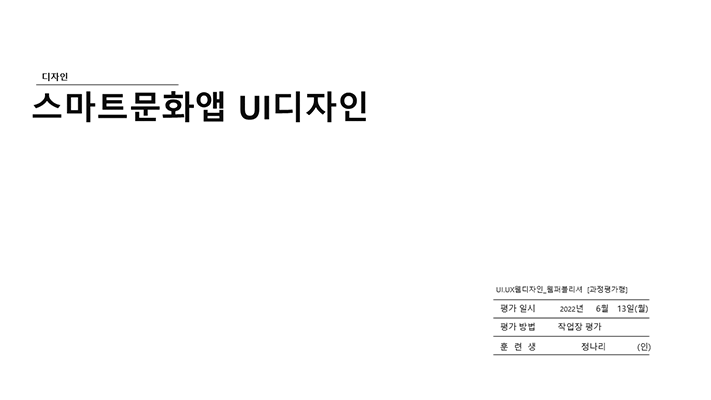 디자인
스마트문화앱 UI디자인
UI.UX웹디자인_웹퍼블리셔 (과정평가형)
평가 일시 2022년 6월 13일(월)
평가 방법 작업장 평가
훈 련 생 정나리 (인)